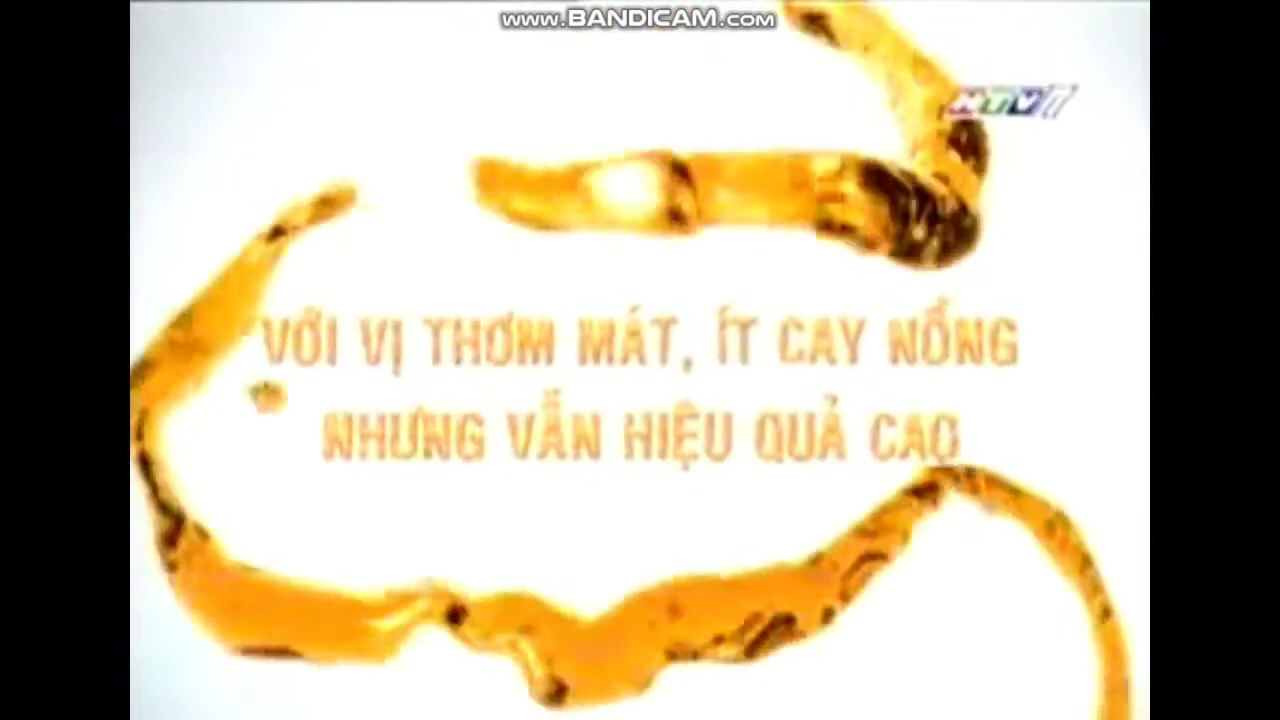 www.BANDICAM.com
HTV7
VỚI VỊ THƠM MÁT, ÍT CAY NỒNG
NHƯNG VẪN HIỆU QUẢ CAO